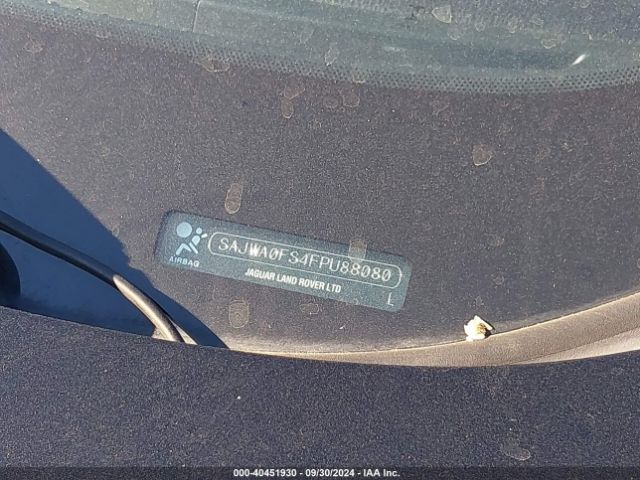 SAJWA0FS4FPU88080
AIRBAG
JAGUAR LAND ROVER LTD
L
000-40451930 - 09/30/2024 - IAA Inc.